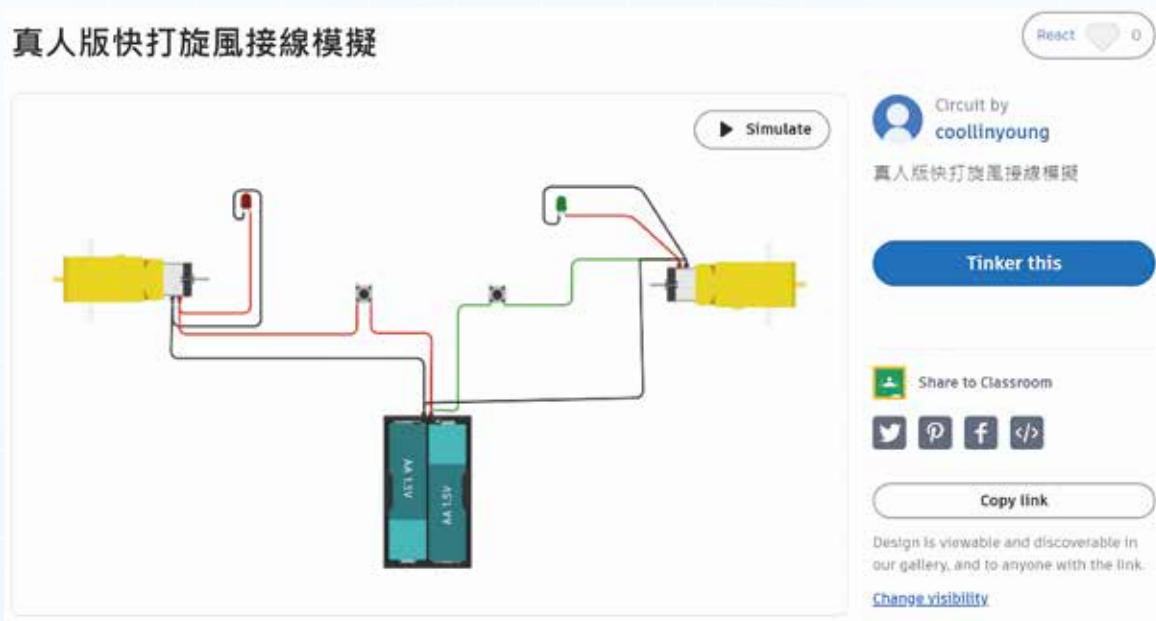 真人版快打旋風接線模擬
React 0
Simulate
Circuit by
coollinyoung
真人版快打旋風接線模擬
Tinker this
Share to Classroom
Copy link
Design is viewable and discoverable in
our gallery, and to anyone with the link.
Change visibility
AA 1.5V
AA 1.5V